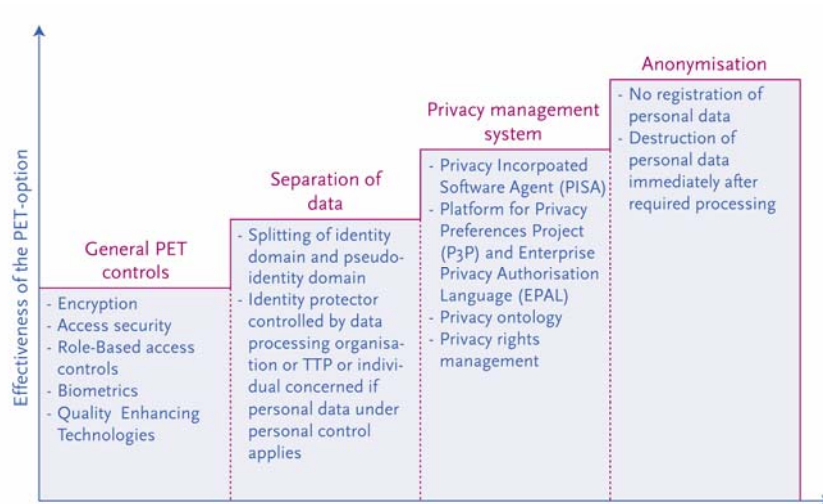 Effectiveness of the PET-option
General PET
controls
- Encryption
- Access security
- Role-Based access
controls
- Biometrics
- Quality Enhancing
Technologies
Separation of
data
- Splitting of identity
domain and pseudo-
identity domain
- Identity protector
controlled by data
processing organisa-
tion or TTP or indivi-
dual concerned if
personal data under
personal control
applies
Privacy management
system
- Privacy Incorpoated
Software Agent (PISA)
- Platform for Privacy
Preferences Project
(P3P) and Enterprise
Privacy Authorisation
Language (EPAL)
- Privacy ontology
- Privacy rights
management
Anonymisation
- No registration of
personal data
- Destruction of
personal data
immediately after
required processing